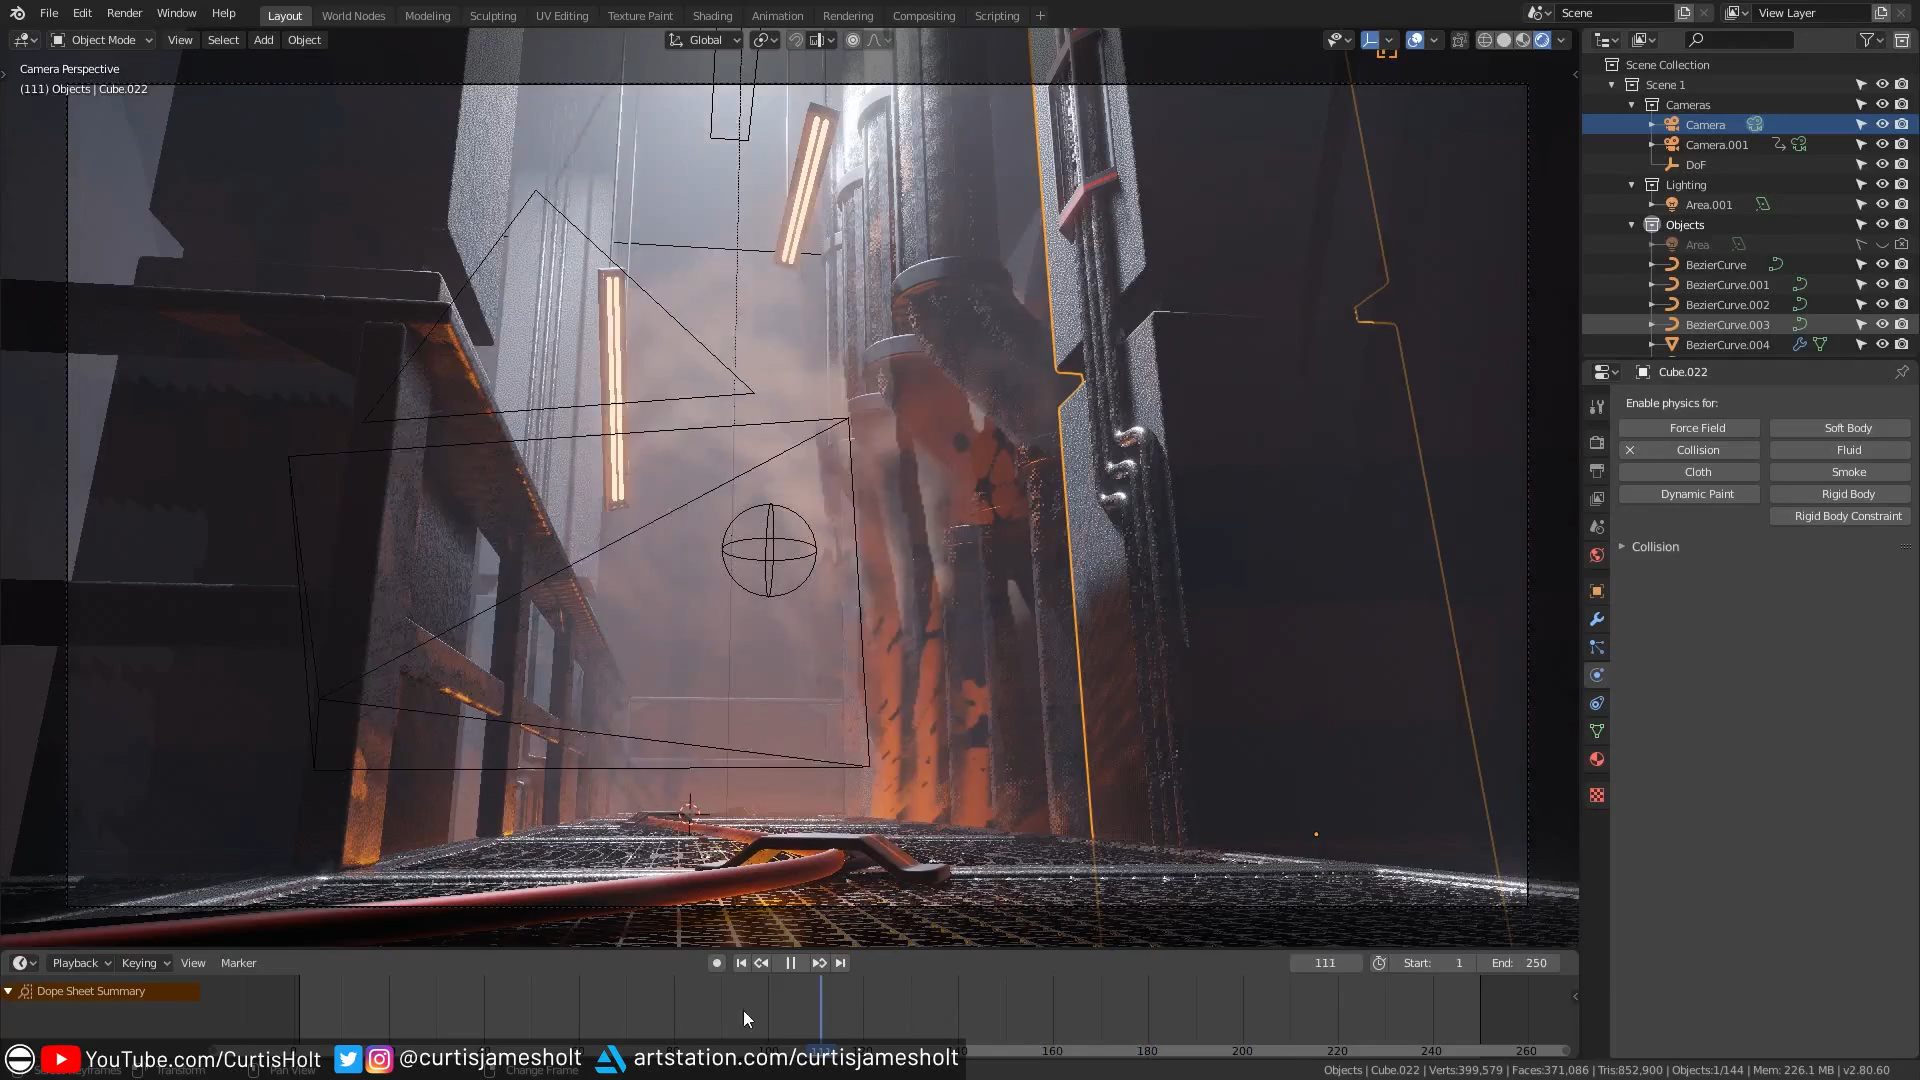 File Edit Render Window Help Layout World Nodes Modeling Sculpting UV Editing Texture Paint Shading Animation Rendering Compositing Scripting + Scene View Layer
Object Mode View Select Add Object Global
Camera Perspective
(111) Objects | Cube.022
Scene Collection
Scene 1
Cameras
Camera
Camera.001
DoF
Lighting
Area.001
Objects
Area
BezierCurve
BezierCurve.001
BezierCurve.002
BezierCurve.003
BezierCurve.004
Cube.022
Enable physics for:
Force Field Soft Body
Collision Fluid
Cloth Smoke
Dynamic Paint Rigid Body
Rigid Body Constraint
Collision
Playback Keying View Marker 111 Start: 1 End: 250
Dope Sheet Summary
160 180 200 220 240 260
YouTube.com/CurtisHolt @curtisjamesholt artstation.com/curtisjamesholt
Change Frame
Objects | Cube.022 | Verts:399,579 | Faces:371,086 | Tris:852,900 | Objects:1/144 | Mem: 226.1 MB | v2.80.60